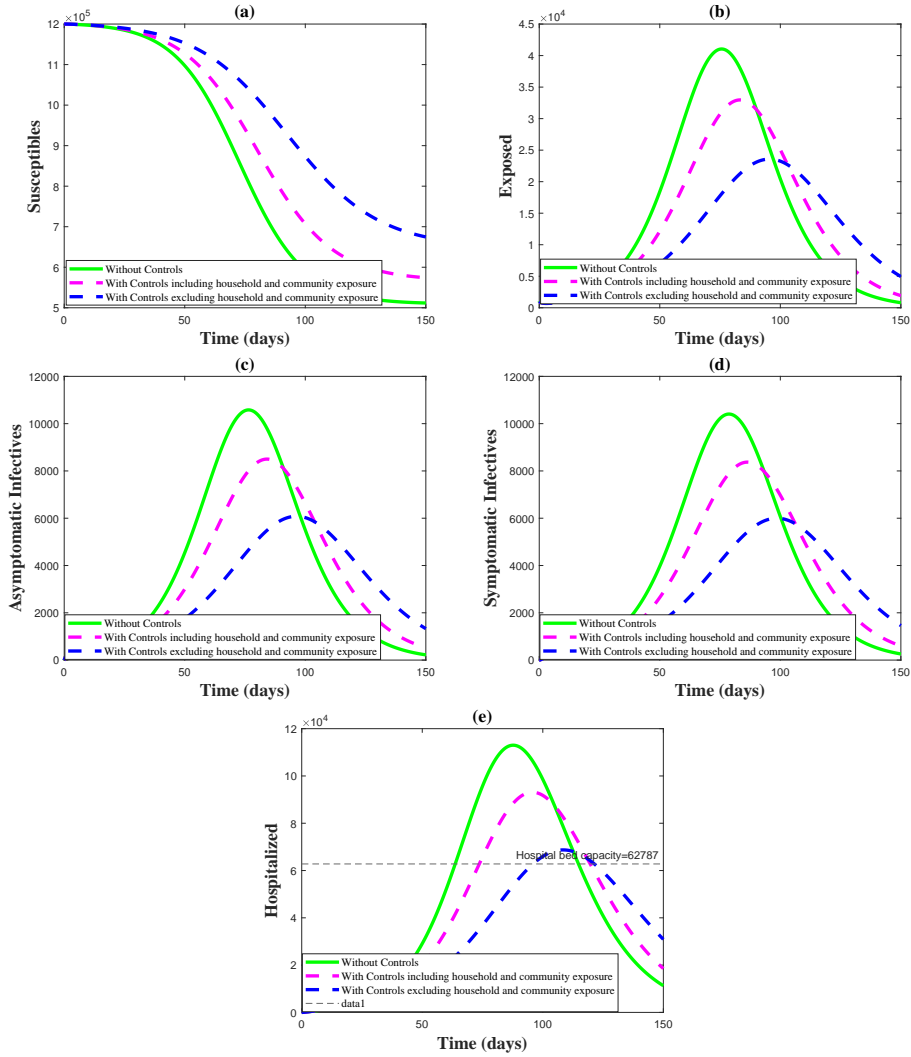 (a)
×10^5
12
11
10
9
8
7
6
5
Susceptibles
Without Controls
With Controls including household and community exposure
With Controls excluding household and community exposure
0
50
100
150
Time (days)
(b)
×10^4
4.5
4
3.5
3
2.5
2
1.5
1
0.5
0
Exposed
Without Controls
With Controls including household and community exposure
With Controls excluding household and community exposure
0
50
100
150
Time (days)
(c)
12000
10000
8000
6000
4000
2000
0
Asymptomatic Infectives
Without Controls
With Controls including household and community exposure
With Controls excluding household and community exposure
0
50
100
150
Time (days)
(d)
12000
10000
8000
6000
4000
2000
0
Symptomatic Infectives
Without Controls
With Controls including household and community exposure
With Controls excluding household and community exposure
0
50
100
150
Time (days)
(e)
×10^4
12
10
8
6
4
2
0
Hospitalized
Hospital bed capacity=62787
Without Controls
With Controls including household and community exposure
With Controls excluding household and community exposure
data1
0
50
100
150
Time (days)